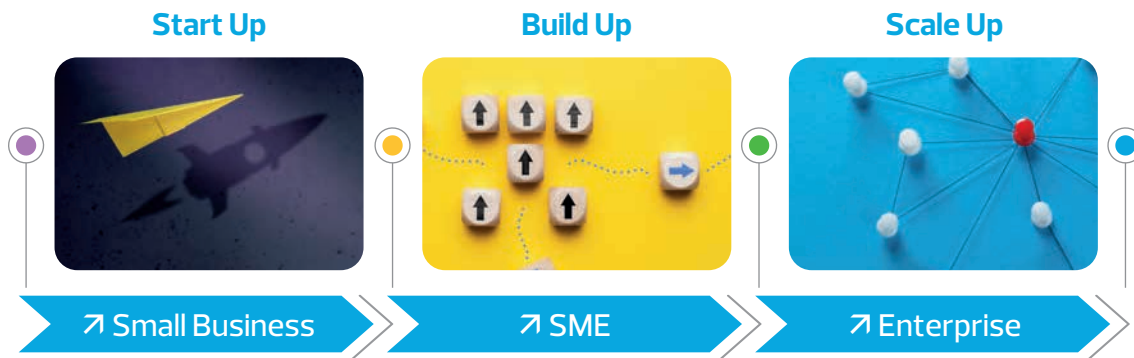 Start Up
Build Up
Scale Up
Small Business
SME
Enterprise